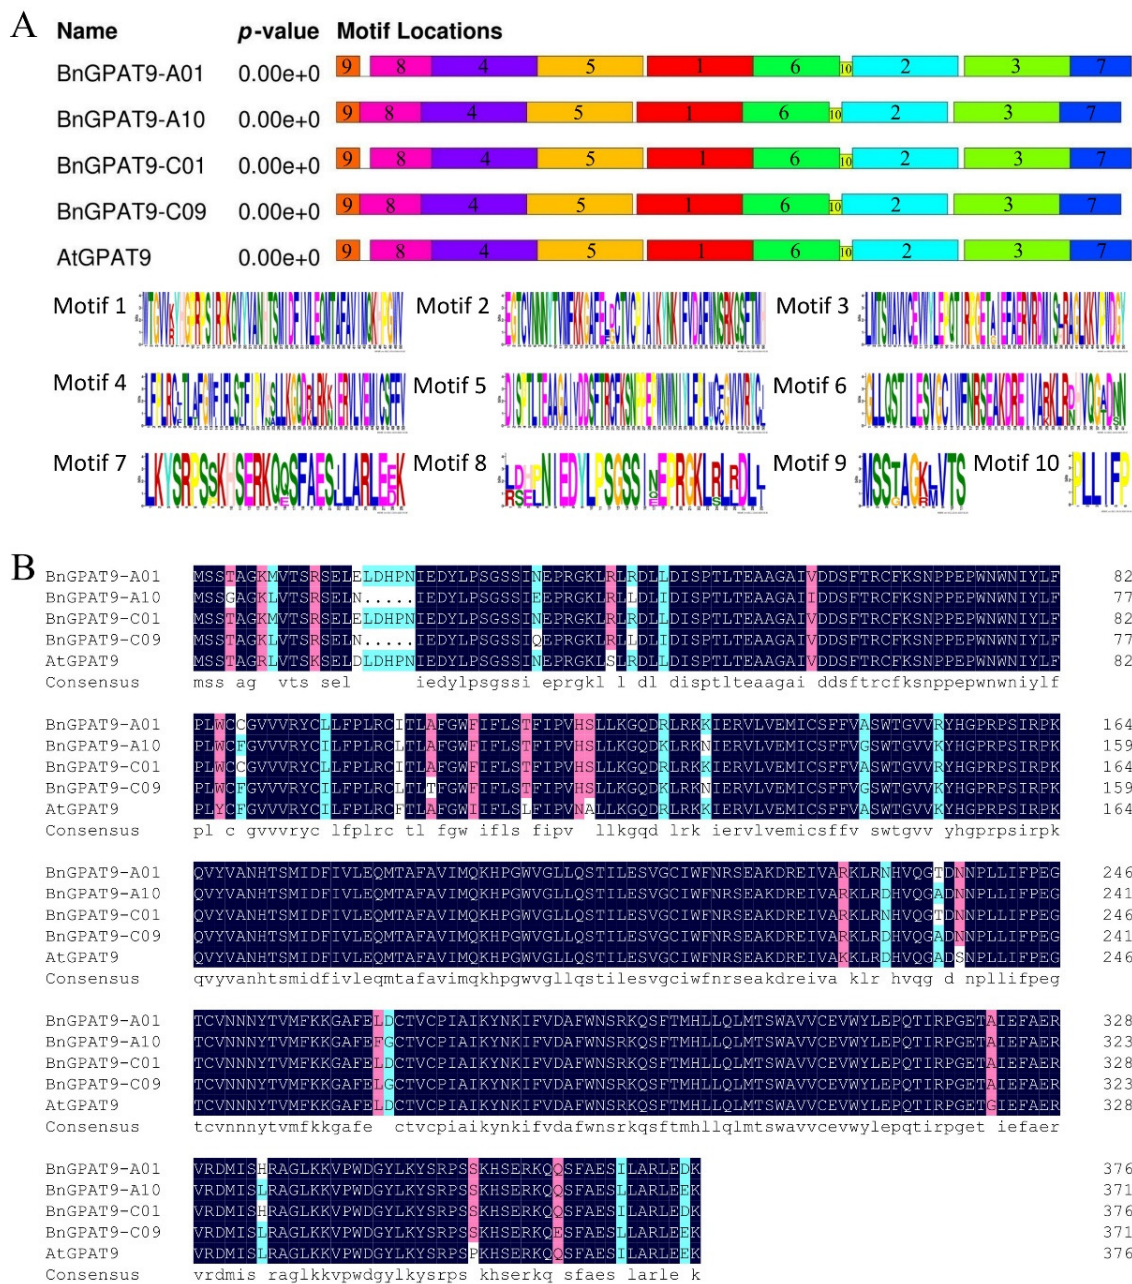 A
Name p-value Motif Locations
BnGPAT9-A01 0.00e+0 9 8 4 5 1 6 10 2 3 7
BnGPAT9-A10 0.00e+0 9 8 4 5 1 6 10 2 3 7
BnGPAT9-C01 0.00e+0 9 8 4 5 1 6 10 2 3 7
BnGPAT9-C09 0.00e+0 9 8 4 5 1 6 10 2 3 7
AtGPAT9 0.00e+0 9 8 4 5 1 6 10 2 3 7
Motif 1 Motif 2 Motif 3
Motif 4 Motif 5 Motif 6
Motif 7 Motif 8 Motif 9 Motif 10 PLLIFP
B
BnGPAT9-A01 MSSTAGKMVTSRSELELDHPNIEDYLPSGSSINEPRGKLRLRDLLDISPTLTEAAGAIVDDSFTRCFKSNPPEPWNWNIYLF 82
BnGPAT9-A10 MSSGAGKLVTSRSELN.....IEDYLPSGSSIEEPRGKLRLLDLIDISPTLTEAAGAIIDDSFTRCFKSNPPEPWNWNIYLF 77
BnGPAT9-C01 MSSTAGKMVTSRSELELDHPNIEDYLPSGSSINEPRGKLRLRDLLDISPTLTEAAGAIVDDSFTRCFKSNPPEPWNWNIYLF 82
BnGPAT9-C09 MSSTAGKLVTSRSELN.....IEDYLPSGSSIQEPRGKLRLLDLIDISPTLTEAAGAIVDDSFTRCFKSNPPEPWNWNIYLF 77
AtGPAT9 MSSTAGRLVTSKSELDLDHPNIEDYLPSGSSINEPRGKLSLRDLLDISPTLTEAAGAIVDDSFTRCFKSNPPEPWNWNIYLF 82
Consensus mss ag vts sel iedylpsgssi eprgkl l dl disptlteaagai ddsftrcfksnppepwnwniylf
BnGPAT9-A01 PLWCCGVVVRYCLLFPLRCITLAFGWFIFLSTFIPVHSLLKGQDRLRKKIERVLVEMICSFFVASWTGVVRYHGPRPSIRPK 164
BnGPAT9-A10 PLWCFGVVVRYCILFPLRCLTLAFGWFIFLSTFIPVHSLLKGQDKLRKNIERVLVEMICSFFVGSWTGVVKYHGPRPSIRPK 159
BnGPAT9-C01 PLWCCGVVVRYCLLFPLRCITLAFGWFIFLSTFIPVHSLLKGQDRLRKKIERVLVEMICSFFVASWTGVVRYHGPRPSIRPK 164
BnGPAT9-C09 PLWCFGVVVRYCILFPLRCLTLTFGWFIFLSTFIPVHSLLKGQDKLRKNIERVLVEMICSFFVGSWTGVVKYHGPRPSIRPK 159
AtGPAT9 PLYCFGVVVRYCILFPLRCFTLAFGWIIFLSLFIPVNALLKGQDRLRKKIERVLVEMICSFFVASWTGVVKYHGPRPSIRPK 164
Consensus pl c gvvvryc lfplrc tl fgw ifls fipv llkgqd lrk iervlvemicsffv swtgvv yhgprpsirpk
BnGPAT9-A01 QVYVANHTSMIDFIVLEQMTAFAVIMQKHPGWVGLLQSTILESVGCIWFNRSEAKDREIVARKLRNHVQGTDNNPLLIFPEG 246
BnGPAT9-A10 QVYVANHTSMIDFIVLEQMTAFAVIMQKHPGWVGLLQSTILESVGCIWFNRSEAKDREIVARKLRDHVQGADNNPLLIFPEG 241
BnGPAT9-C01 QVYVANHTSMIDFIVLEQMTAFAVIMQKHPGWVGLLQSTILESVGCIWFNRSEAKDREIVARKLRNHVQGTDNNPLLIFPEG 246
BnGPAT9-C09 QVYVANHTSMIDFIVLEQMTAFAVIMQKHPGWVGLLQSTILESVGCIWFNRSEAKDREIVARKLRDHVQGADNNPLLIFPEG 241
AtGPAT9 QVYVANHTSMIDFIVLEQMTAFAVIMQKHPGWVGLLQSTILESVGCIWFNRSEAKDREIVAKKLRDHVQGADSNPLLIFPEG 246
Consensus qvyvanhtsmidfivleqmtafavimqkhpgwvgllqstilesvgciwfnrseakdreiva klr hvqg d npllifpeg
BnGPAT9-A01 TCVNNNYTVMFKKGAFELDCTVCPIAIKYNKIFVDAFWNSRKQSFTMHLLQLMTSWAVVCEVWYLEPQTIRPGETAIEFAER 328
BnGPAT9-A10 TCVNNNYTVMFKKGAFEFGCTVCPIAIKYNKIFVDAFWNSRKQSFTMHLLQLMTSWAVVCEVWYLEPQTIRPGETAIEFAER 323
BnGPAT9-C01 TCVNNNYTVMFKKGAFELDCTVCPIAIKYNKIFVDAFWNSRKQSFTMHLLQLMTSWAVVCEVWYLEPQTIRPGETAIEFAER 328
BnGPAT9-C09 TCVNNNYTVMFKKGAFELGCTVCPIAIKYNKIFVDAFWNSRKQSFTMHLLQLMTSWAVVCEVWYLEPQTIRPGETAIEFAER 323
AtGPAT9 TCVNNNYTVMFKKGAFELDCTVCPIAIKYNKIFVDAFWNSRKQSFTMHLLQLMTSWAVVCEVWYLEPQTIRPGETGIEFAER 328
Consensus tcvnnnytvmfkkgafe ctvcpiaikynkifvdafwnsrkqsftmhllqlmtswavvcevwylepqtirpget iefaer
BnGPAT9-A01 VRDMISHRAGLKKVPWDGYLKYSRPSSKHSERKQQSFAESILARLEDK 376
BnGPAT9-A10 VRDMISLRAGLKKVPWDGYLKYSRPSSKHSERKQQSFAESLLARLEEK 371
BnGPAT9-C01 VRDMISHRAGLKKVPWDGYLKYSRPSSKHSERKQQSFAESILARLEDK 376
BnGPAT9-C09 VRDMISLRAGLKKVPWDGYLKYSRPSSKHSERKQESFAESLLARLEEK 371
AtGPAT9 VRDMISLRAGLKKVPWDGYLKYSRPSPKHSERKQQSFAESILARLEEK 376
Consensus vrdmis raglkkvpwdgylkysrps khserkq sfaes larle k